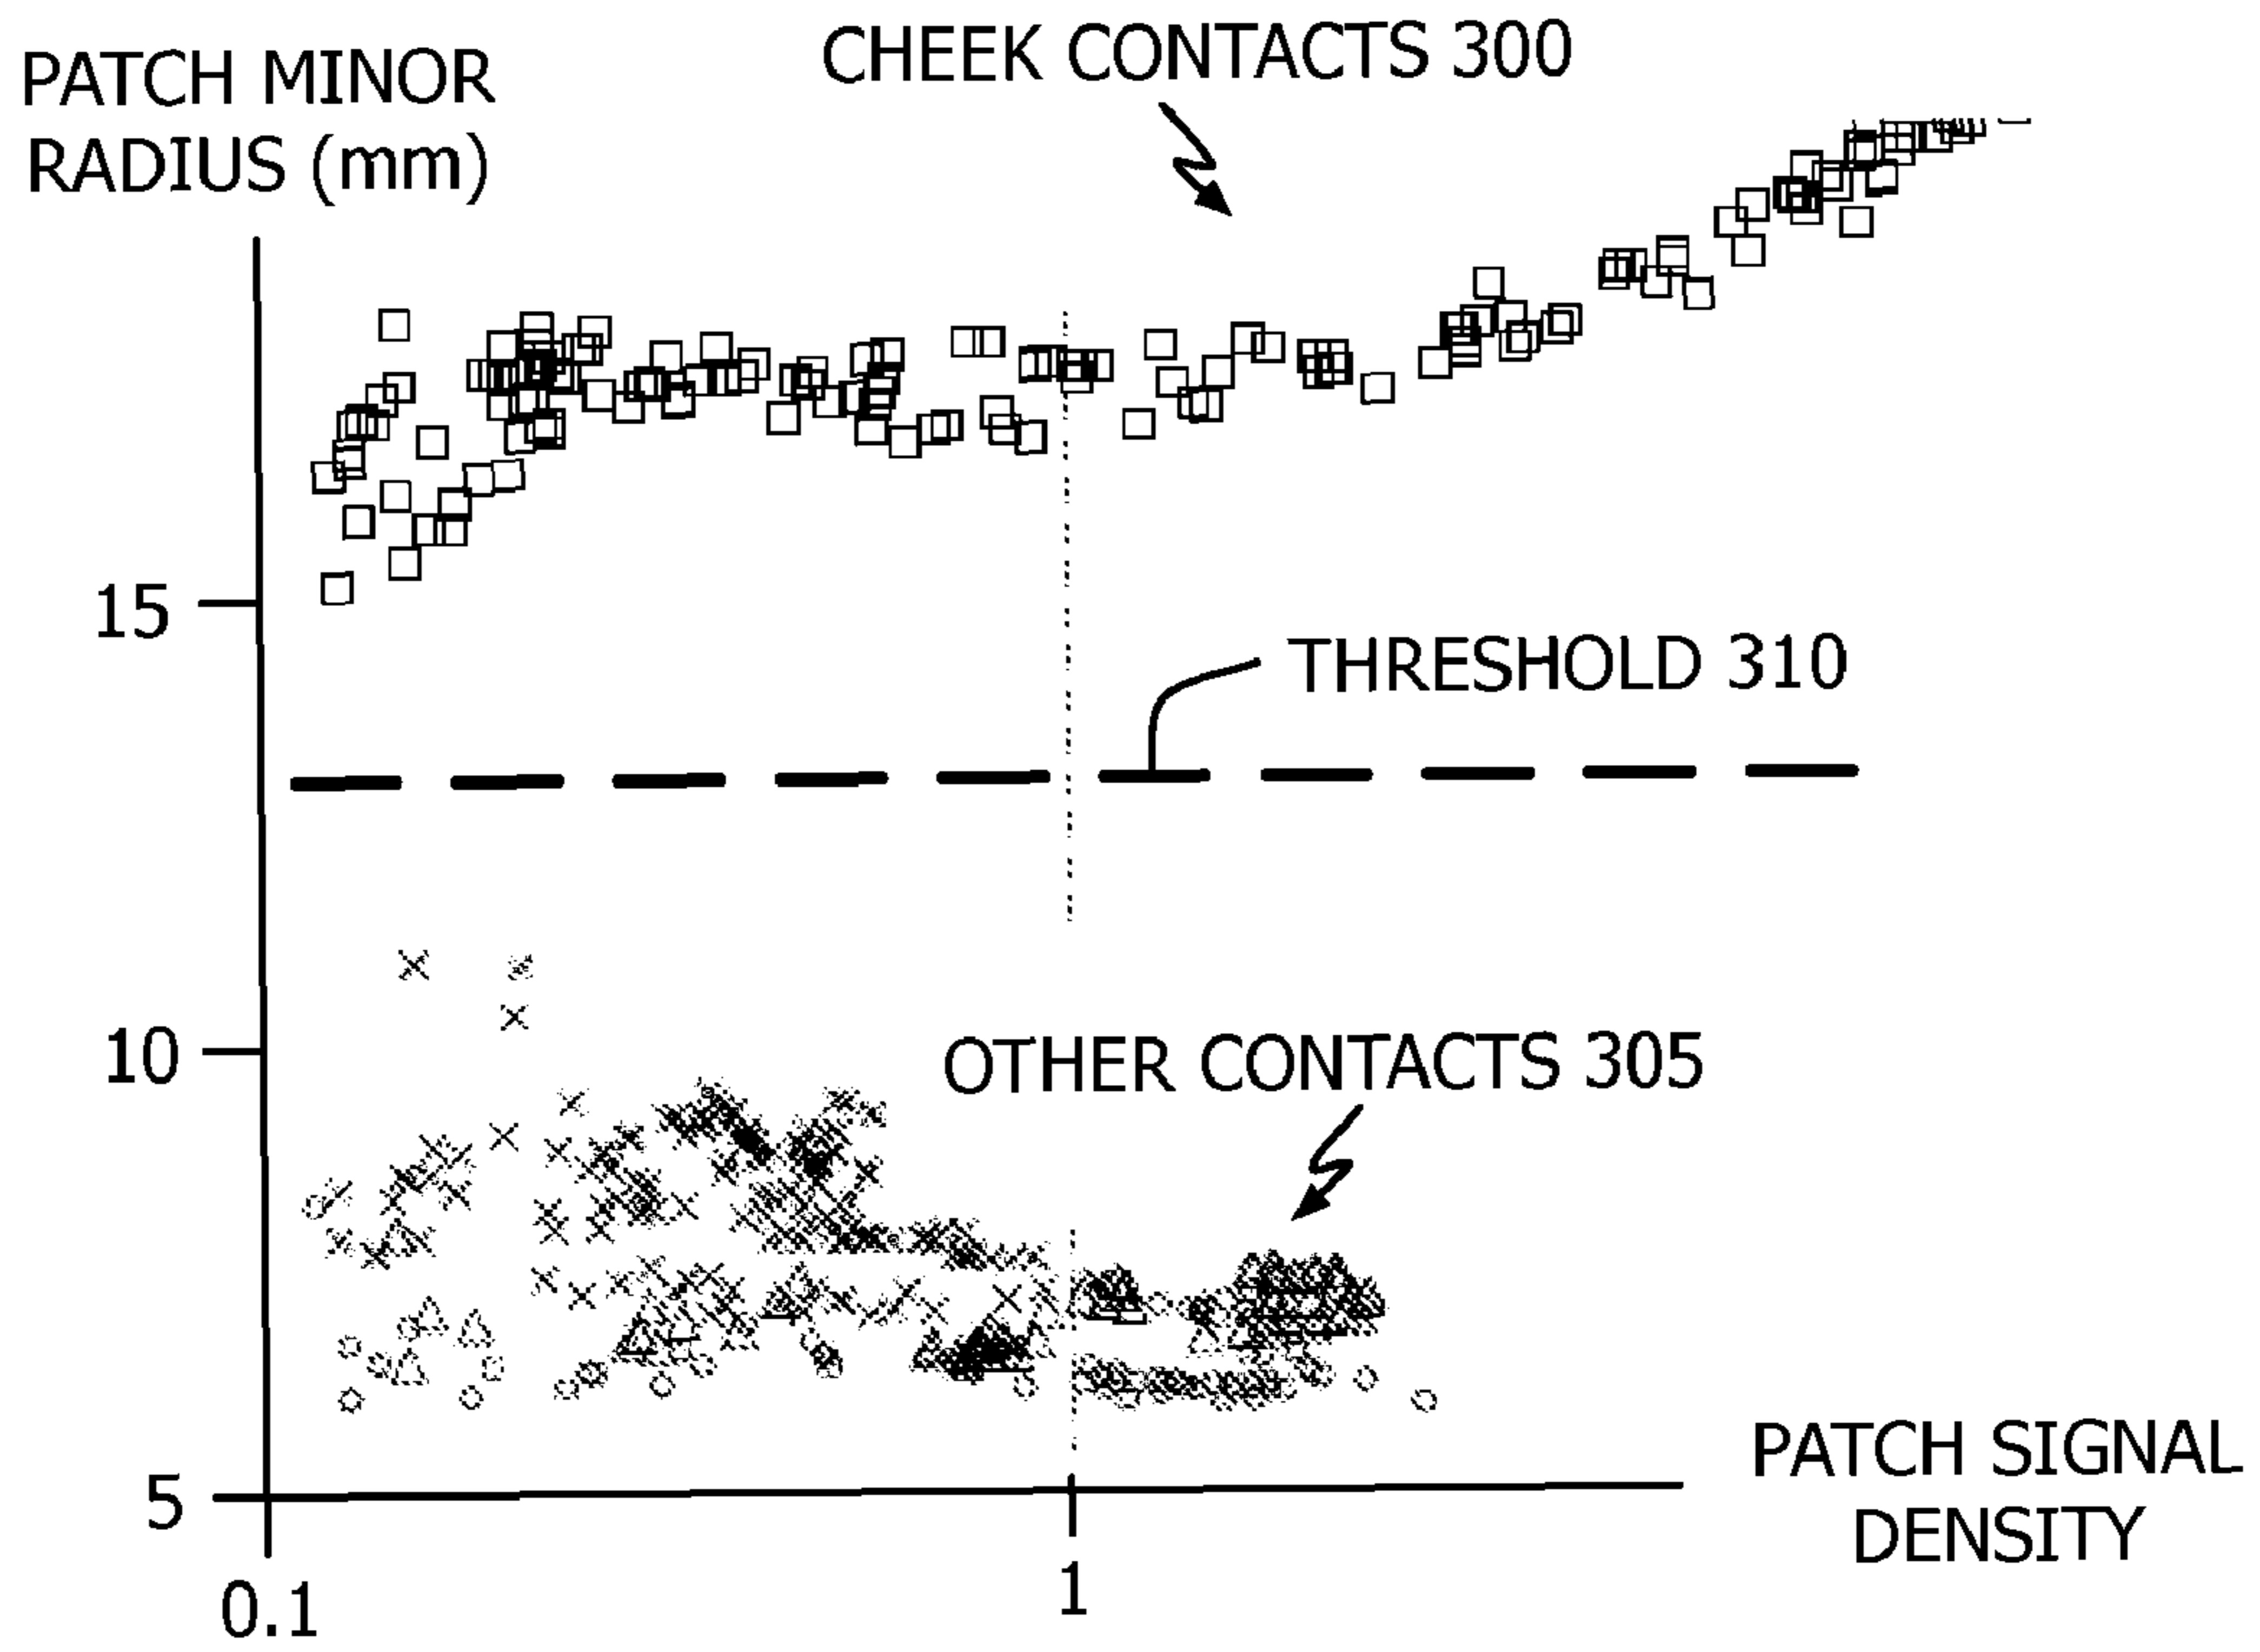 CHEEK CONTACTS 300
PATCH MINOR
RADIUS (mm)
15
THRESHOLD 310
10
OTHER CONTACTS 305
5
PATCH SIGNAL
DENSITY
0.1
1